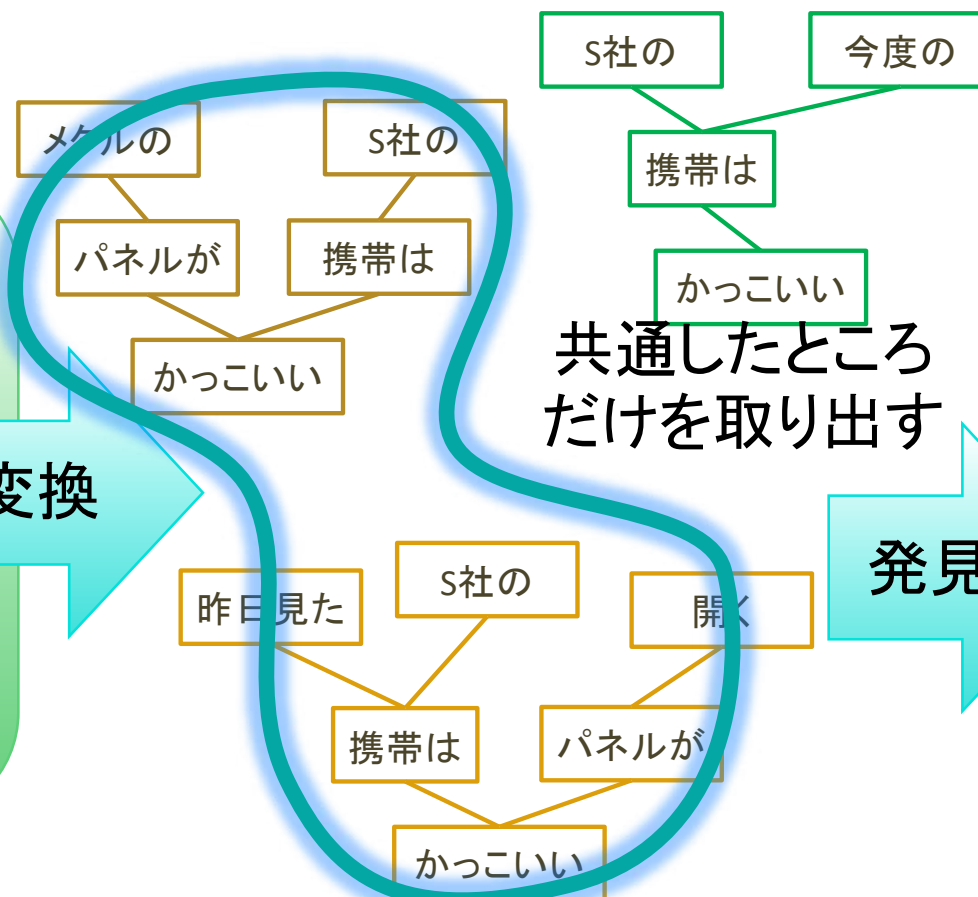 S社の
今度の
携帯は
かっこいい
メケルの
S社の
パネルが
携帯は
かっこいい
共通したところ
だけを取り出す
変換
発見
昨日見た
S社の
開く
携帯は
パネルが
かっこいい